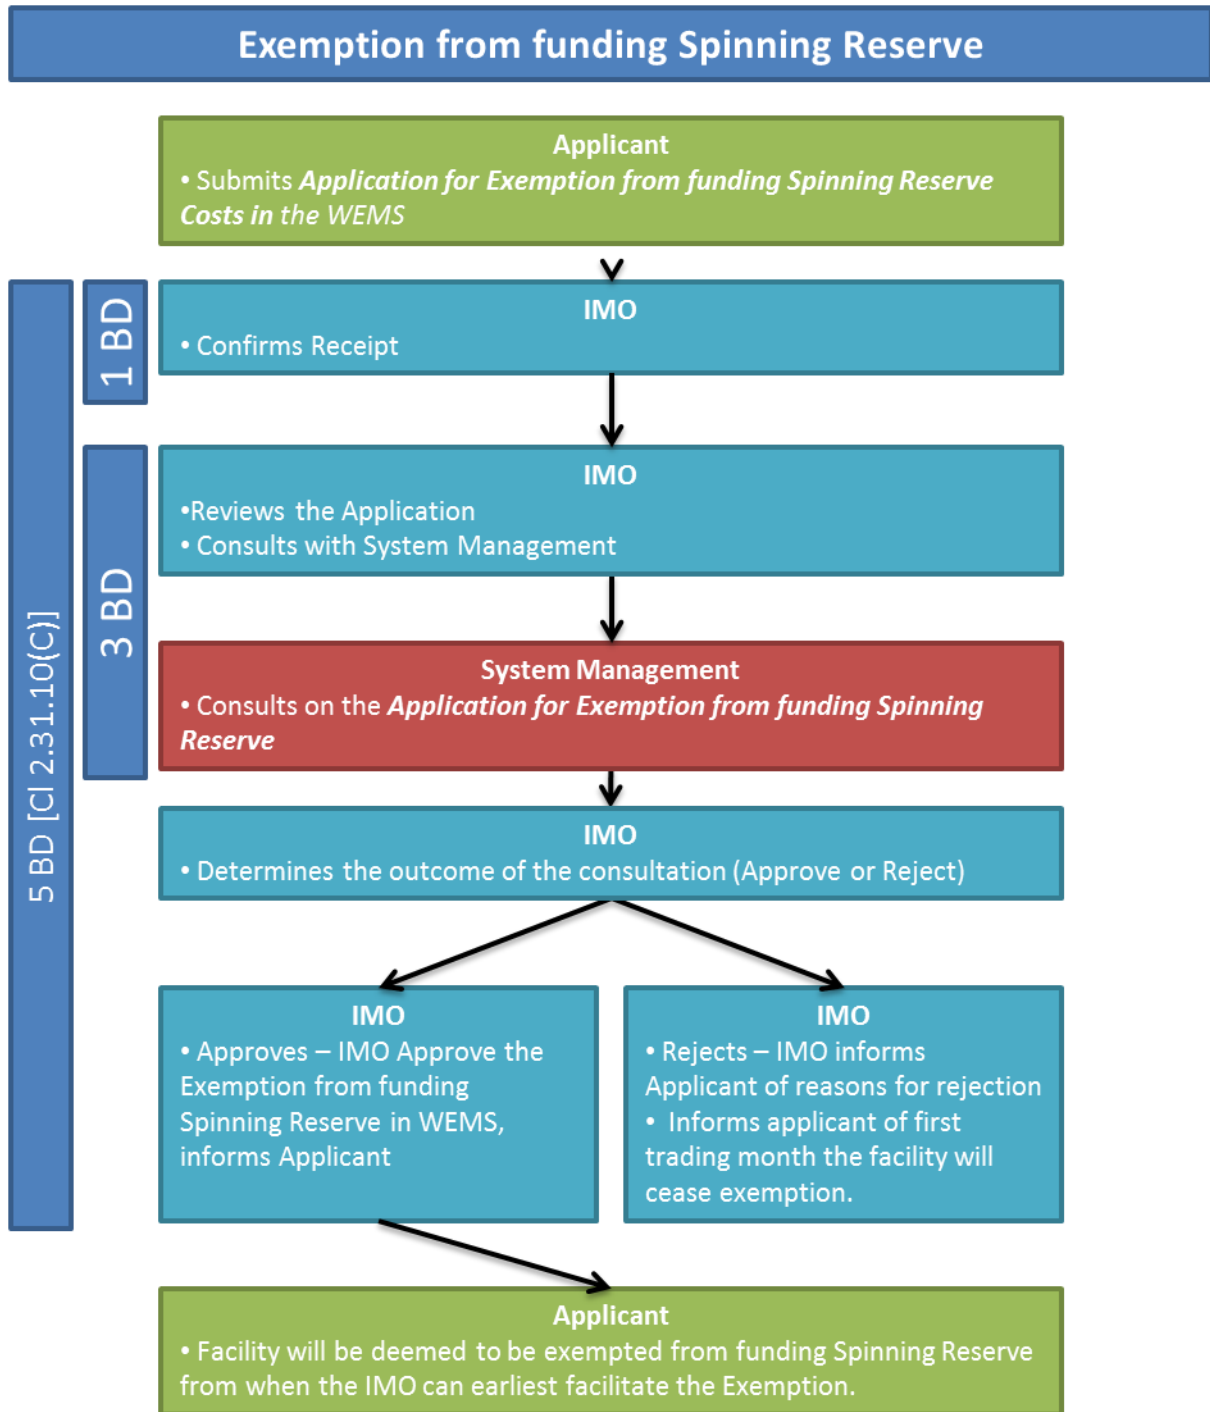 Exemption from funding Spinning Reserve
Applicant
• Submits Application for Exemption from funding Spinning Reserve
Costs in the WEMS
5 BD [Cl 2.31.10(C)]
1 BD
IMO
• Confirms Receipt
3 BD
IMO
•Reviews the Application
• Consults with System Management
System Management
• Consults on the Application for Exemption from funding Spinning
Reserve
IMO
• Determines the outcome of the consultation (Approve or Reject)
IMO
• Approves – IMO Approve the
Exemption from funding
Spinning Reserve in WEMS,
informs Applicant
IMO
• Rejects – IMO informs
Applicant of reasons for rejection
• Informs applicant of first
trading month the facility will
cease exemption.
Applicant
• Facility will be deemed to be exempted from funding Spinning Reserve
from when the IMO can earliest facilitate the Exemption.